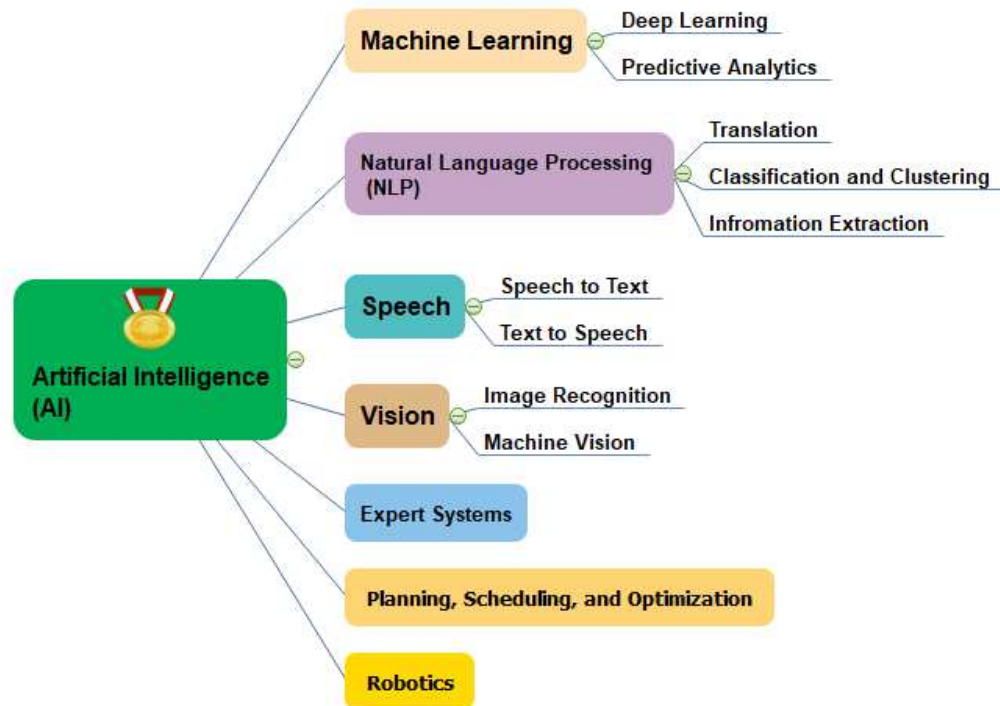 Machine Learning
Deep Learning
Predictive Analytics
Natural Language Processing
(NLP)
Translation
Classification and Clustering
Infromation Extraction
Artificial Intelligence
(AI)
Speech
Speech to Text
Text to Speech
Vision
Image Recognition
Machine Vision
Expert Systems
Planning, Scheduling, and Optimization
Robotics